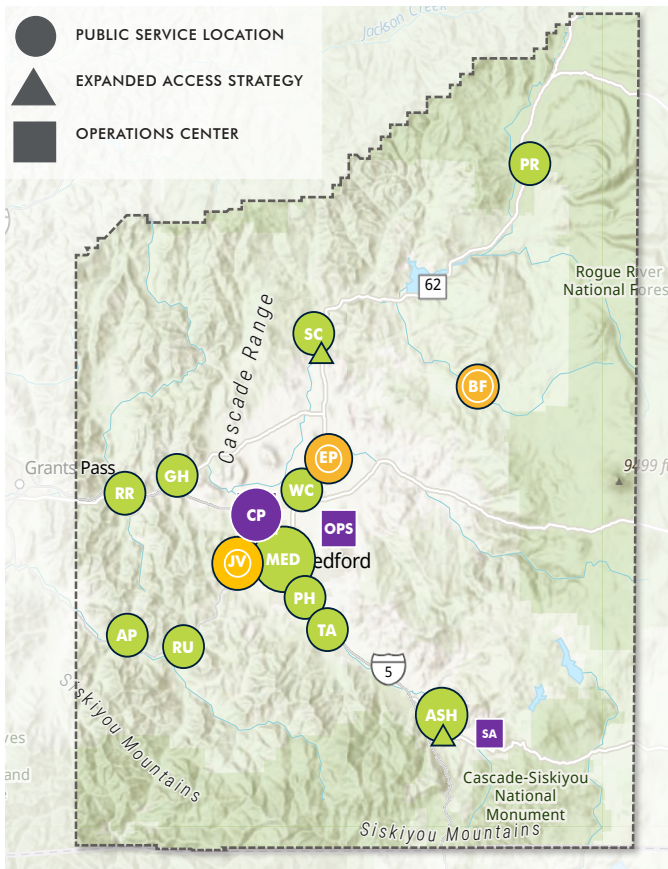 PUBLIC SERVICE LOCATION
EXPANDED ACCESS STRATEGY
OPERATIONS CENTER
Jackson Creek
PR
Rogue River
National Fores
62
Cascade Range
SC
BF
EP
9499 ft
Grants Pass
GH
RR
WC
CP
OPS
JV
MED
edford
PH
TA
AP
RU
5
Siskiyou Mountains
ASH
SA
ves
and
Cascade-Siskiyou
National
Monument
Siskiyou Mountains